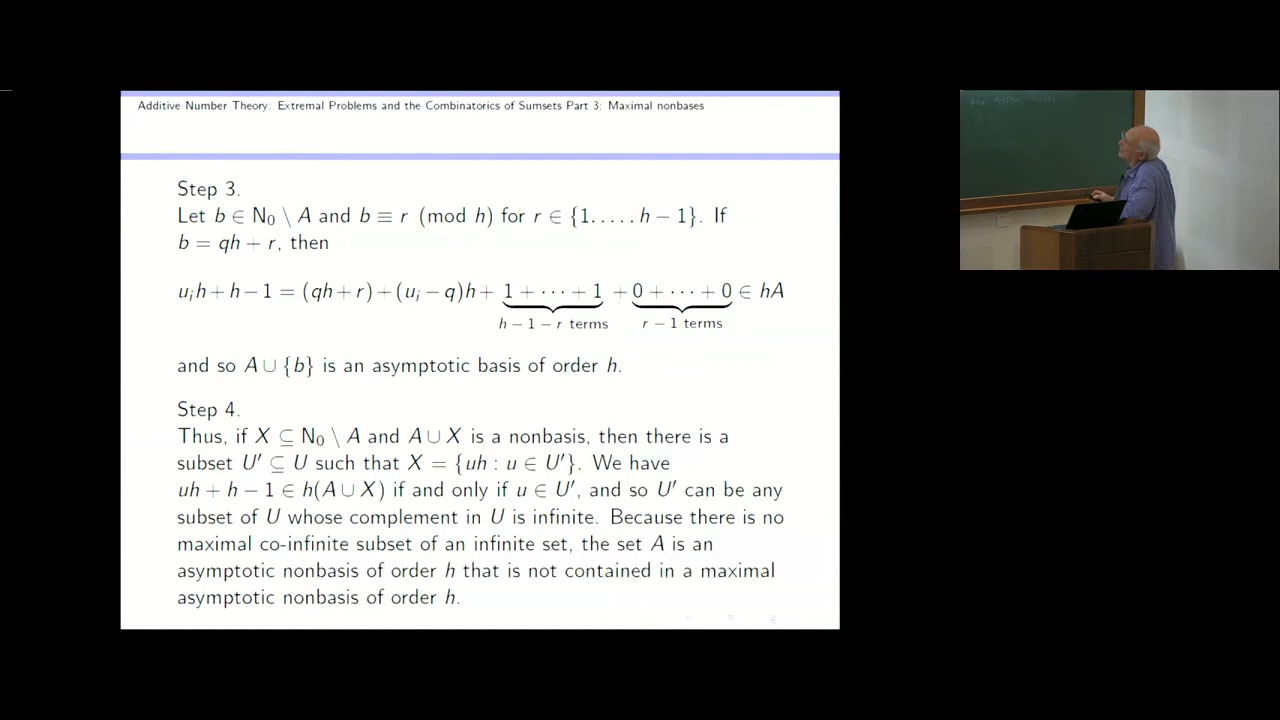 Additive Number Theory: Extremal Problems and the Combinatorics of Sumsets Part 3: Maximal nonbases
Step 3.
Let b ∈ N₀ \ A and b ≡ r (mod h) for r ∈ {1. . . . . h − 1}. If
b = qh + r, then
uᵢh + h − 1 = (qh + r) + (uᵢ − q)h + 1 + ⋯ + 1 + 0 + ⋯ + 0 ∈ hA
h − 1 − r terms r − 1 terms
and so A ∪ {b} is an asymptotic basis of order h.
Step 4.
Thus, if X ⊆ N₀ \ A and A ∪ X is a nonbasis, then there is a
subset U′ ⊆ U such that X = {uh : u ∈ U′}. We have
uh + h − 1 ∈ h(A ∪ X) if and only if u ∈ U′, and so U′ can be any
subset of U whose complement in U is infinite. Because there is no
maximal co-infinite subset of an infinite set, the set A is an
asymptotic nonbasis of order h that is not contained in a maximal
asymptotic nonbasis of order h.